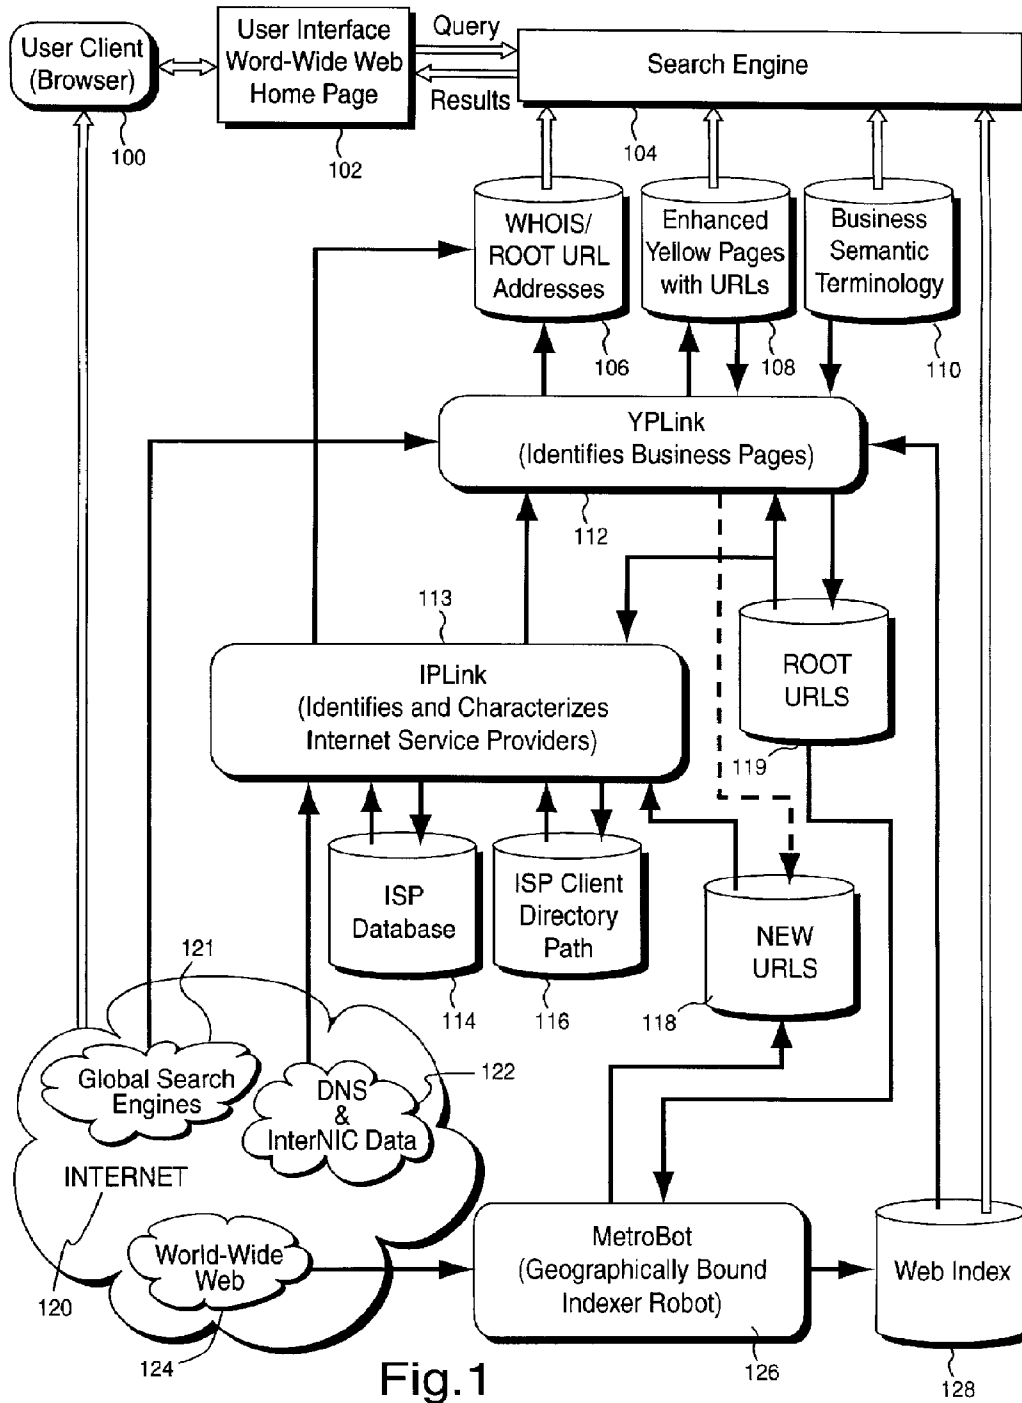 User Client
(Browser)
100
User Interface
Word-Wide Web
Home Page
102
Query
Results
Search Engine
104
WHOIS/
ROOT URL
Addresses
106
Enhanced
Yellow Pages
with URLs
108
Business
Semantic
Terminology
110
YPLink
(Identifies Business Pages)
112
113
IPLink
(Identifies and Characterizes
Internet Service Providers)
ROOT
URLS
119
ISP
Database
114
ISP Client
Directory
Path
116
NEW
URLS
118
121
Global Search
Engines
DNS
&
InterNIC Data
122
INTERNET
120
World-Wide
Web
124
MetroBot
(Geographically Bound
Indexer Robot)
126
Web Index
128
Fig.1